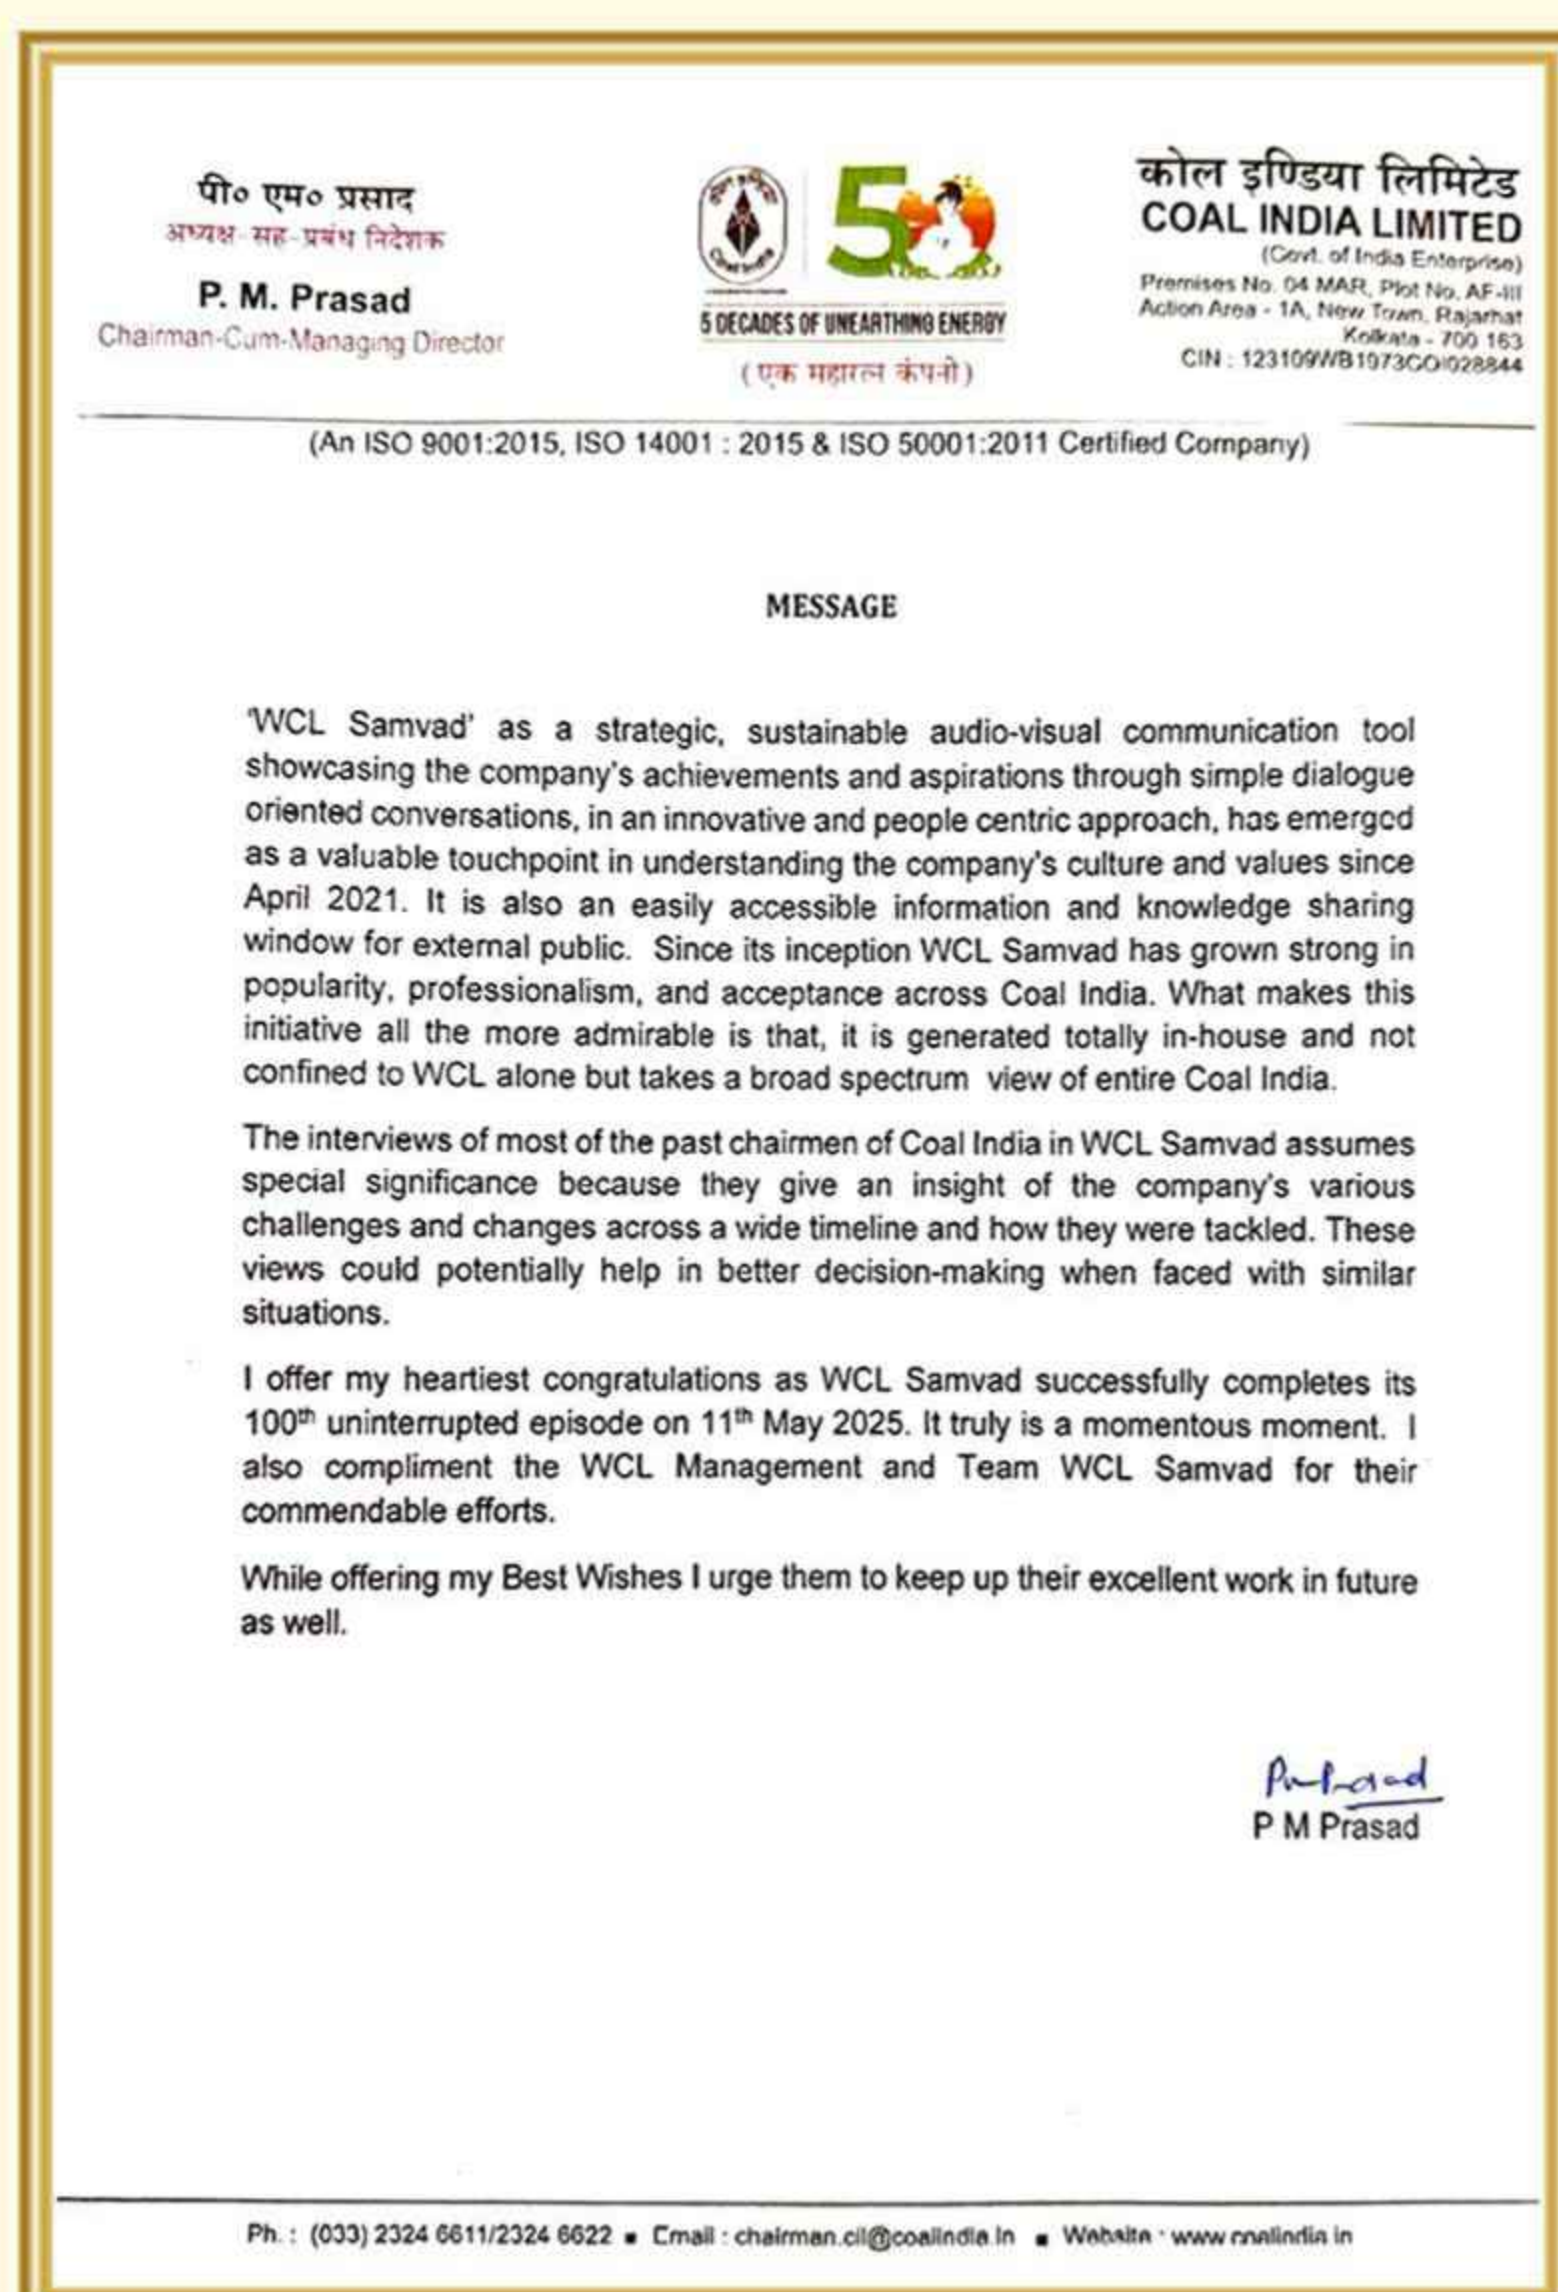 पी० एम० प्रसाद
अध्यक्ष-सह-प्रबंध निदेशक
P. M. Prasad
Chairman-Cum-Managing Director
कोल इण्डिया
Coal India
50
5 DECADES OF UNEARTHING ENERGY
(एक महारत्न कंपनी)
कोल इण्डिया लिमिटेड
COAL INDIA LIMITED
(Govt. of India Enterprise)
Premises No. 04 MAR, Plot No. AF-III
Action Area - 1A, New Town, Rajarhat
Kolkata - 700 163
CIN : 123109WB1973GOI028844
(An ISO 9001:2015, ISO 14001 : 2015 & ISO 50001:2011 Certified Company)
MESSAGE
'WCL Samvad' as a strategic, sustainable audio-visual communication tool
showcasing the company's achievements and aspirations through simple dialogue
oriented conversations, in an innovative and people centric approach, has emerged
as a valuable touchpoint in understanding the company's culture and values since
April 2021. It is also an easily accessible information and knowledge sharing
window for external public. Since its inception WCL Samvad has grown strong in
popularity, professionalism, and acceptance across Coal India. What makes this
initiative all the more admirable is that, it is generated totally in-house and not
confined to WCL alone but takes a broad spectrum view of entire Coal India.
The interviews of most of the past chairmen of Coal India in WCL Samvad assumes
special significance because they give an insight of the company's various
challenges and changes across a wide timeline and how they were tackled. These
views could potentially help in better decision-making when faced with similar
situations.
I offer my heartiest congratulations as WCL Samvad successfully completes its
100th uninterrupted episode on 11th May 2025. It truly is a momentous moment. I
also compliment the WCL Management and Team WCL Samvad for their
commendable efforts.
While offering my Best Wishes I urge them to keep up their excellent work in future
as well.
P M Prasad
Ph. : (033) 2324 6611/2324 6622 ■ Email : chairman.cil@coalindia.in ■ Website : www.coalindia.in